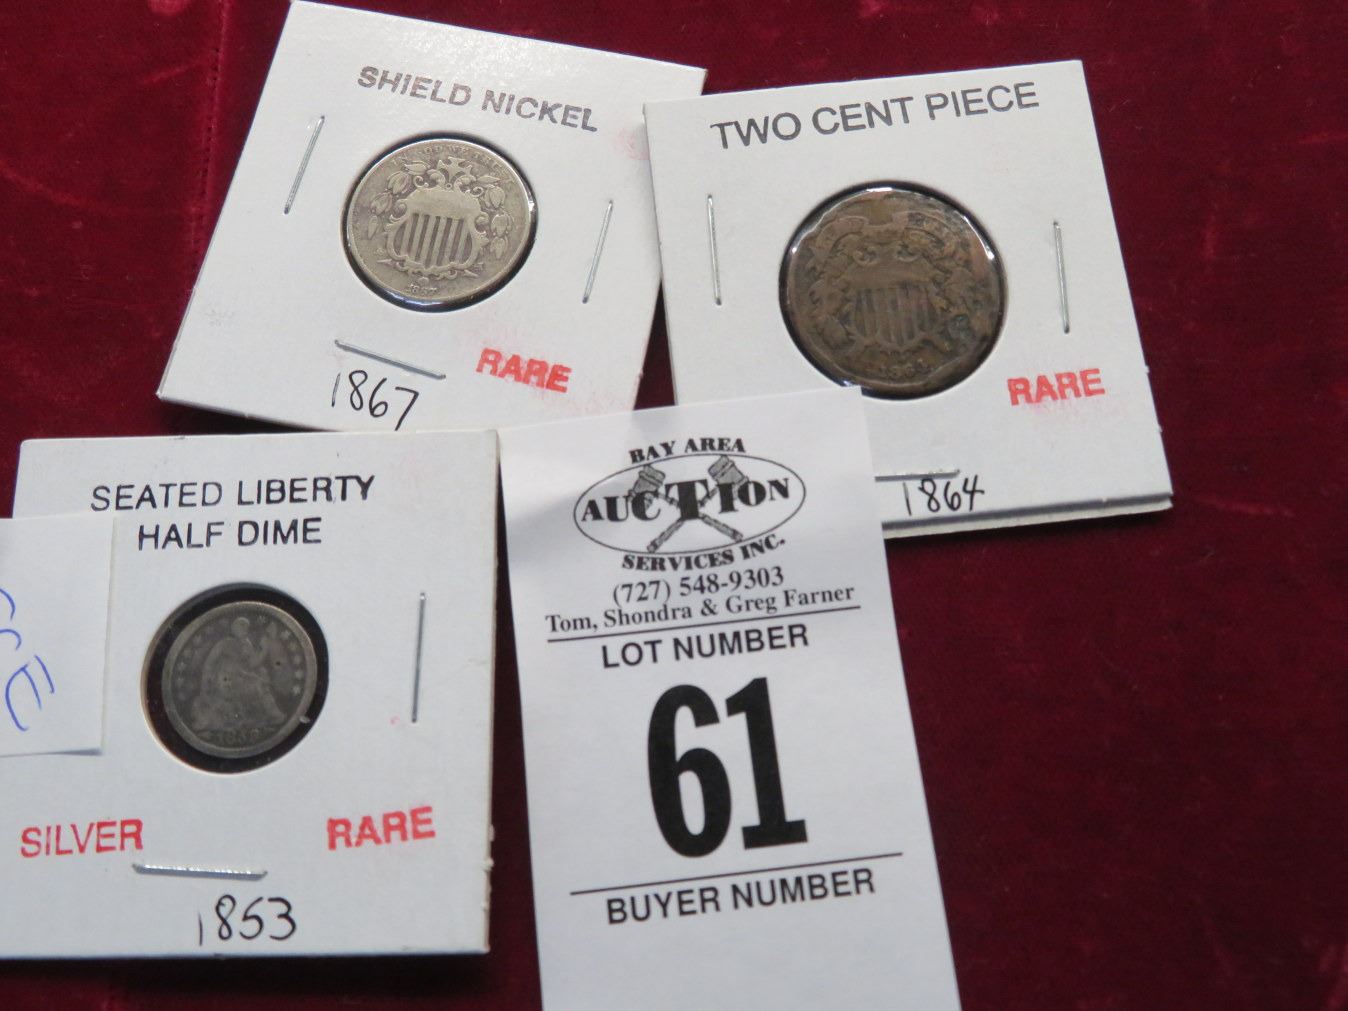 SHIELD NICKEL
1867
RARE
1867
TWO CENT PIECE
RARE
1864
SEATED LIBERTY
HALF DIME
SILVER
RARE
1853
BAY AREA
AUCTION
SERVICES INC.
(727) 548-9303
Tom, Shondra & Greg Farner
LOT NUMBER
61
BUYER NUMBER